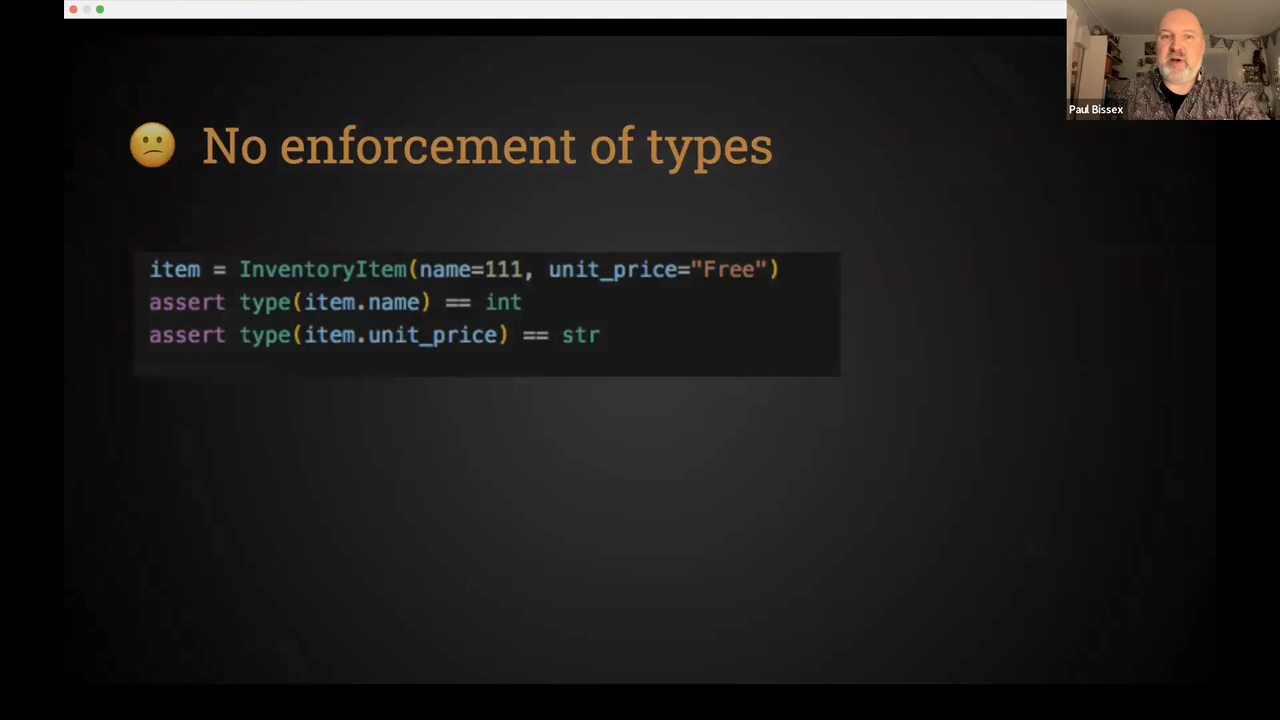 Paul Bissex
😕 No enforcement of types
item = InventoryItem(name=111, unit_price="Free")
assert type(item.name) == int
assert type(item.unit_price) == str